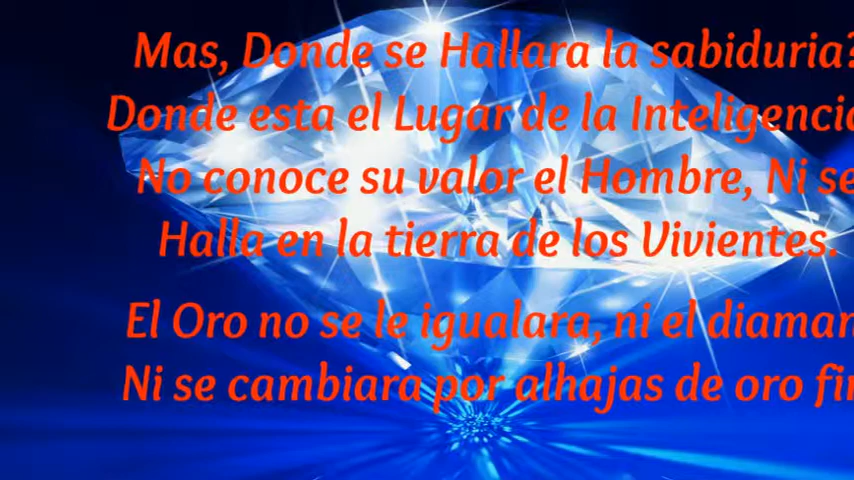 Mas, Donde se Hallara la sabiduria?
Donde esta el Lugar de la Inteligencia
No conoce su valor el Hombre, Ni se
Halla en la tierra de los Vivientes.
El Oro no se le igualara, ni el diaman
Ni se cambiara por alhajas de oro fin